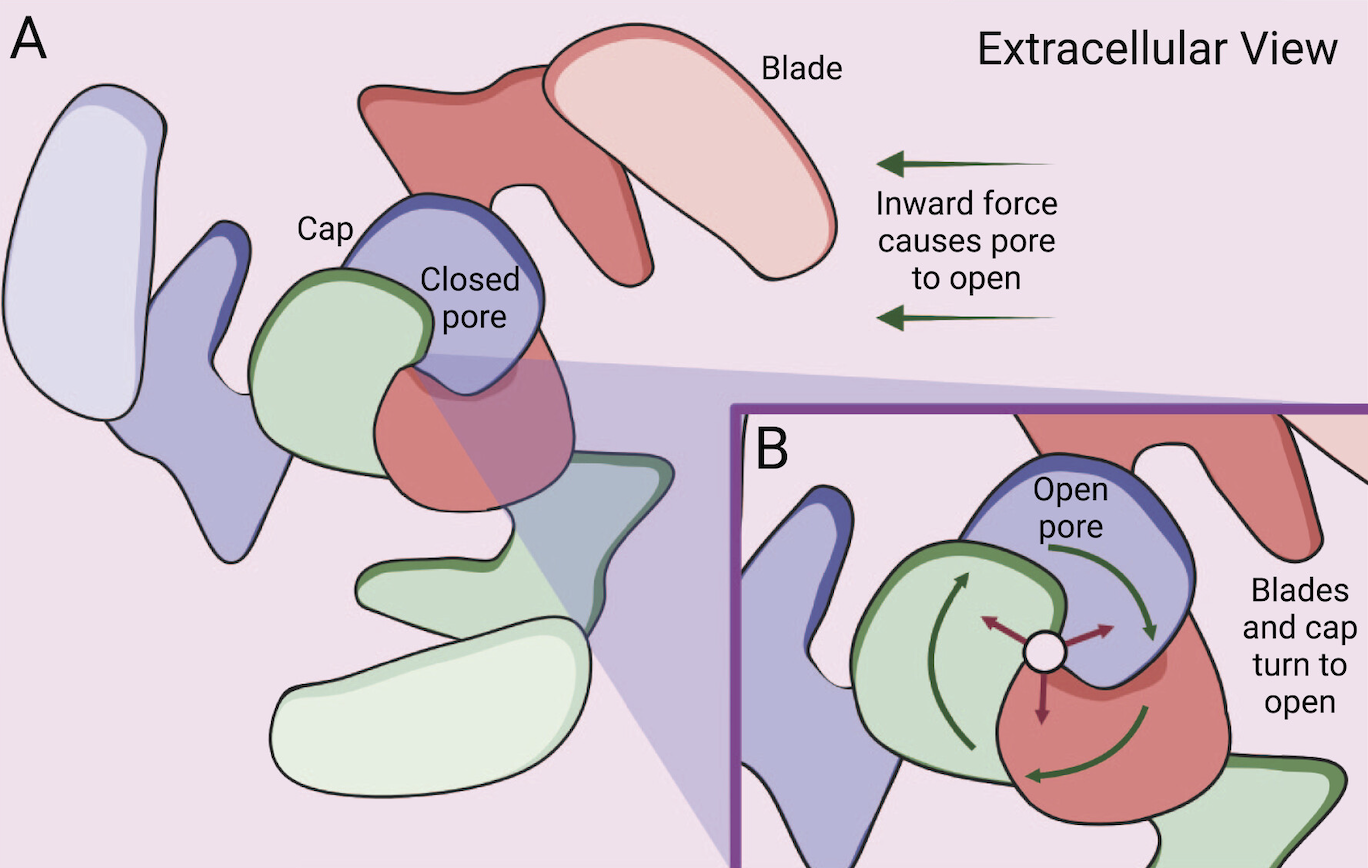 A
Extracellular View
Blade
Inward force
causes pore
to open
Cap
Closed
pore
B
Open
pore
Blades
and cap
turn to
open